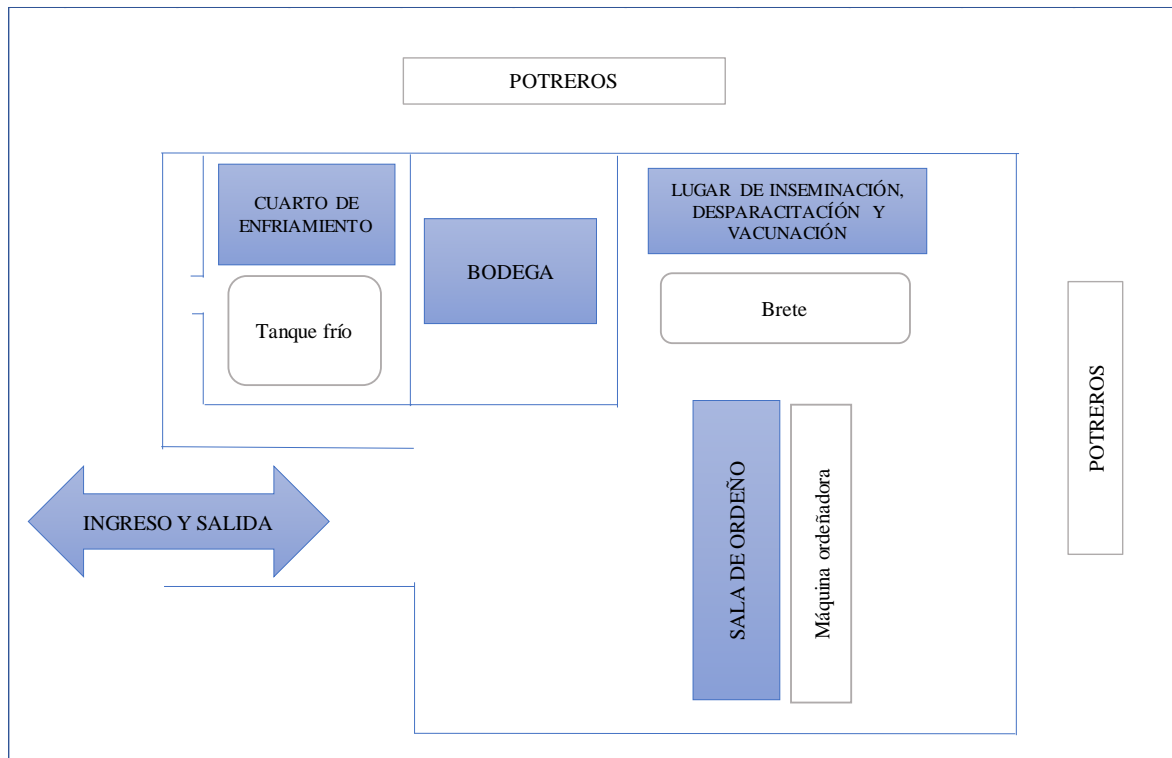 POTREROS
CUARTO DE
ENFRIAMIENTO
LUGAR DE INSEMINACIÓN,
DESPARACITACÍÓN Y
VACUNACIÓN
BODEGA
Tanque frío
Brete
POTREROS
INGRESO Y SALIDA
SALA DE ORDEÑO
Máquina ordeñadora